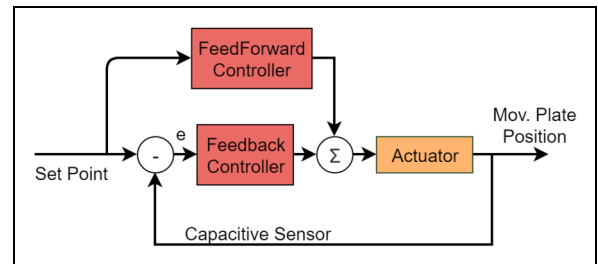 FeedForward
Controller
Mov. Plate
Position
e
Feedback
Controller
-
Σ
Actuator
Set Point
Capacitive Sensor